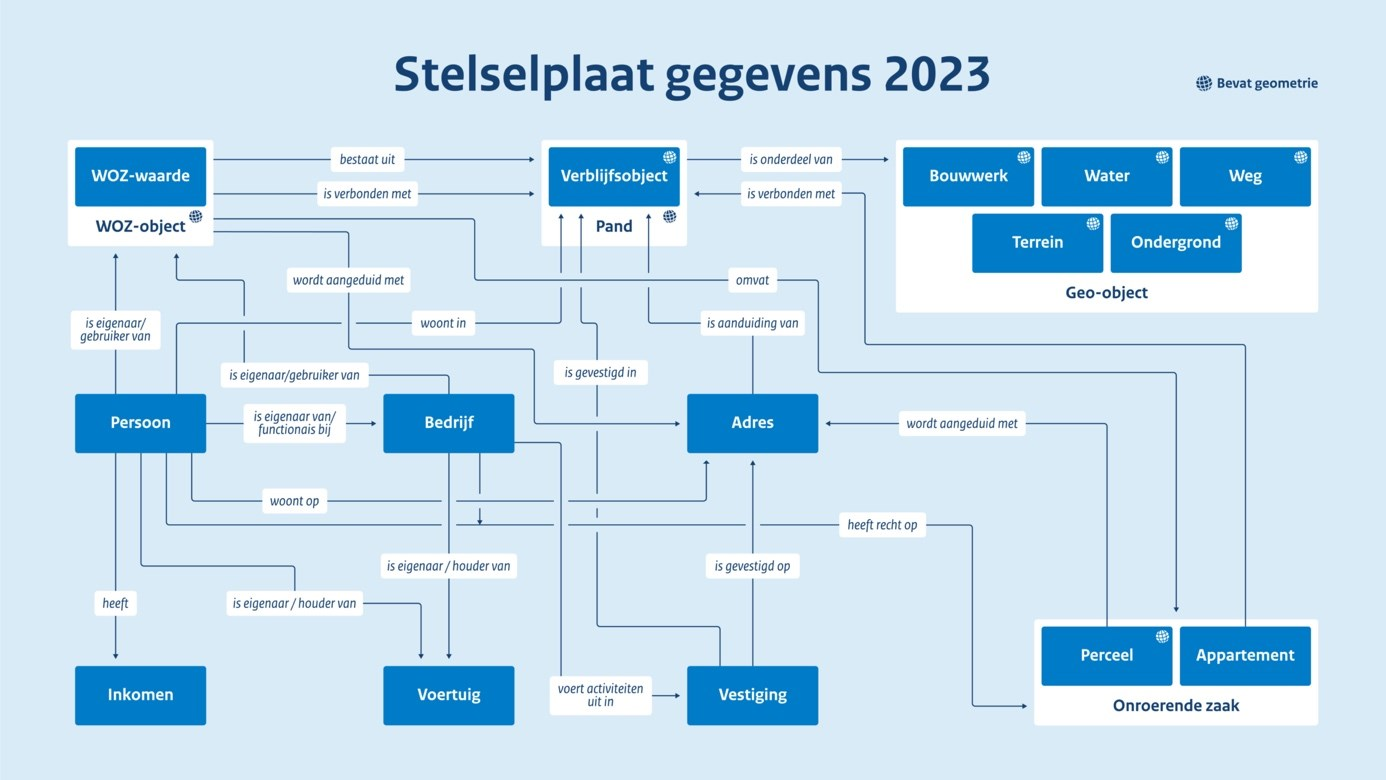 Stelselplaat gegevens 2023
Bevat geometrie
WOZ-waarde
WOZ-object
bestaat uit
is verbonden met
Verblijfsobject
Pand
is onderdeel van
is verbonden met
Bouwwerk
Water
Weg
Terrein
Ondergrond
Geo-object
wordt aangeduid met
omvat
is eigenaar/
gebruiker van
woont in
is aanduiding van
is eigenaar/gebruiker van
is gevestigd in
Persoon
is eigenaar van/
functionais bij
Bedrijf
Adres
wordt aangeduid met
woont op
heeft recht op
is eigenaar / houder van
is gevestigd op
heeft
is eigenaar / houder van
Inkomen
Voertuig
voert activiteiten
uit in
Vestiging
Perceel
Appartement
Onroerende zaak